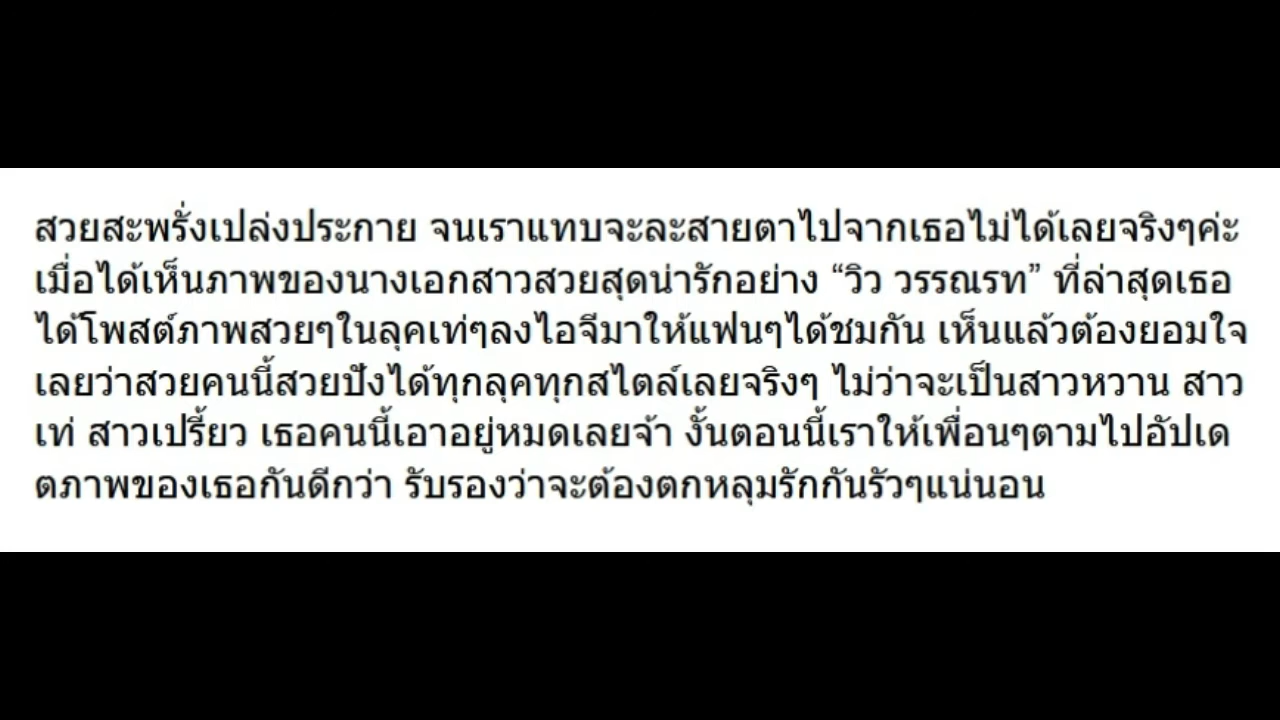 สวยสะพรั่งเปล่งประกาย จนเราแทบจะละสายตาไปจากเธอไม่ได้เลยจริงๆค่ะ
เมื่อได้เห็นภาพของนางเอกสาวสวยสุดน่ารักอย่าง “วิว วรรณรท” ที่ล่าสุดเธอ
ได้โพสต์ภาพสวยๆในลุคเท่ๆลงไอจีมาให้แฟนๆได้ชมกัน เห็นแล้วต้องยอมใจ
เลยว่าสวยคนนี้สวยปังได้ทุกลุคทุกสไตล์เลยจริงๆ ไม่ว่าจะเป็นสาวหวาน สาว
เท่ สาวเปรี้ยว เธอคนนี้เอาอยู่หมดเลยจ้า งั้นตอนนี้เราให้เพื่อนๆตามไปอัปเด
ตภาพของเธอกันดีกว่า รับรองว่าจะต้องตกหลุมรักกันรัวๆแน่นอน